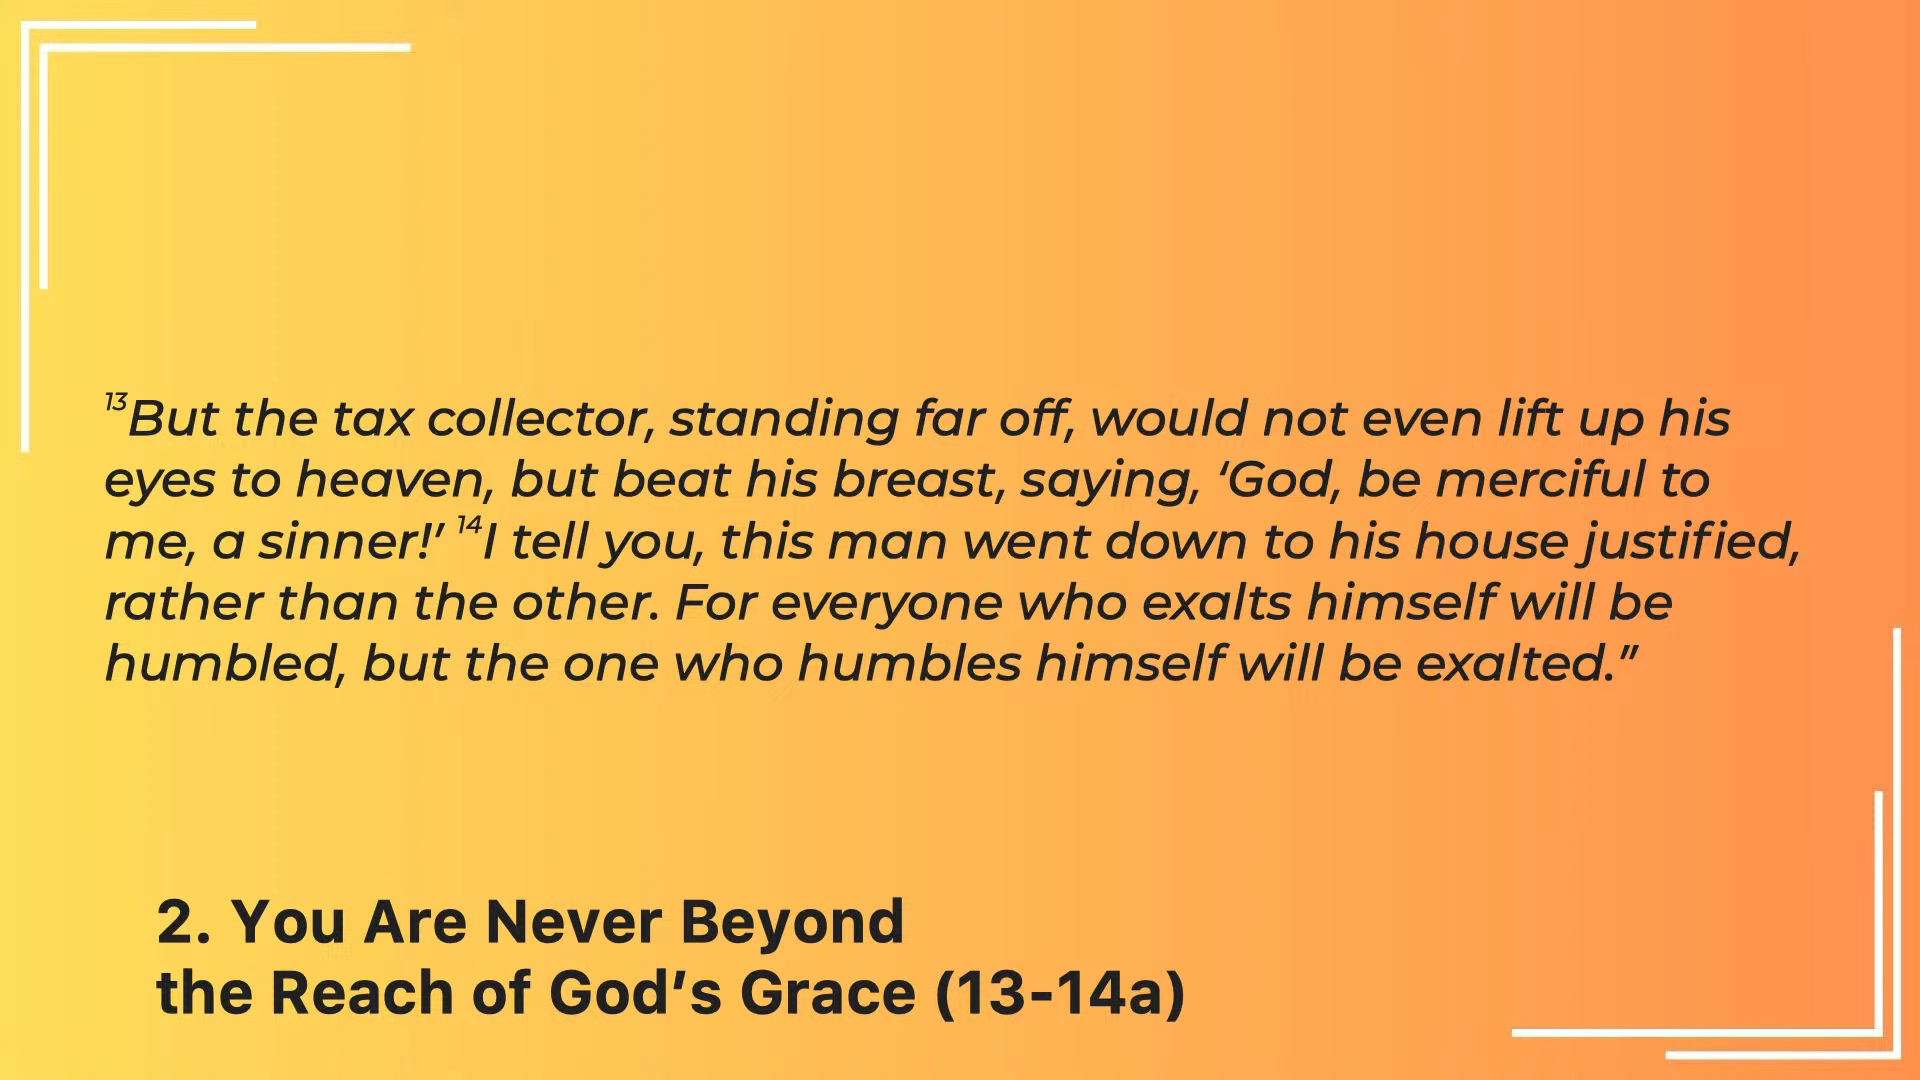 13But the tax collector, standing far off, would not even lift up his
eyes to heaven, but beat his breast, saying, ‘God, be merciful to
me, a sinner!’ 14I tell you, this man went down to his house justified,
rather than the other. For everyone who exalts himself will be
humbled, but the one who humbles himself will be exalted.”
2. You Are Never Beyond
the Reach of God’s Grace (13-14a)